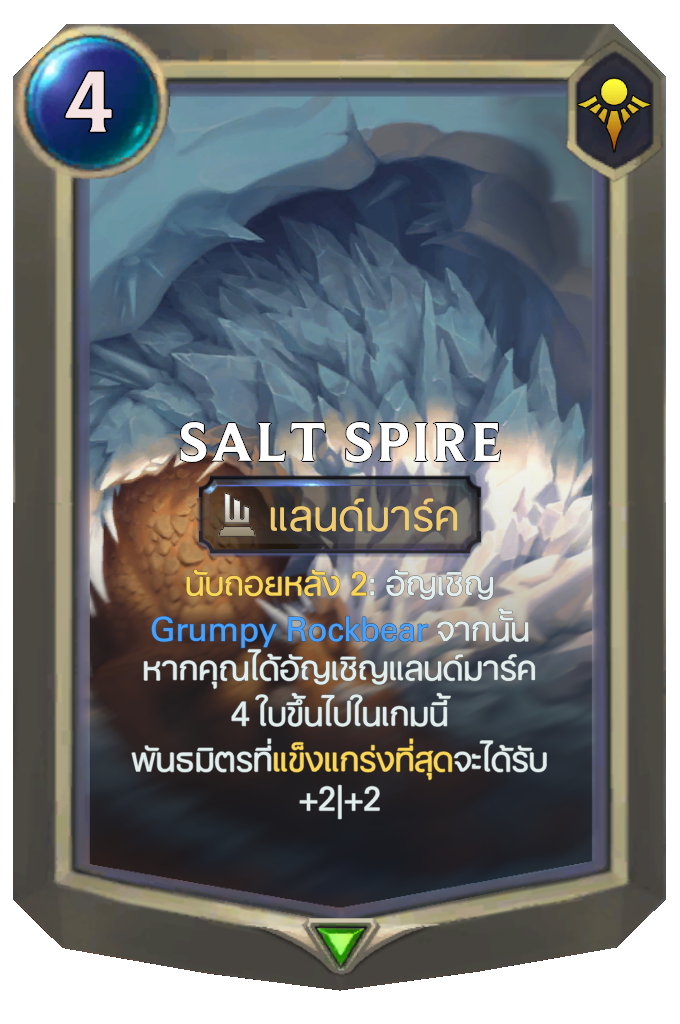 4
SALT SPIRE
แลนด์มาร์ค
นับถอยหลัง 2: อัญเชิญ
Grumpy Rockbear จากนั้น
หากคุณได้อัญเชิญแลนด์มาร์ค
4 ใบขึ้นไปในเกมนี้
พันธมิตรที่แข็งแกร่งที่สุดจะได้รับ
+2|+2